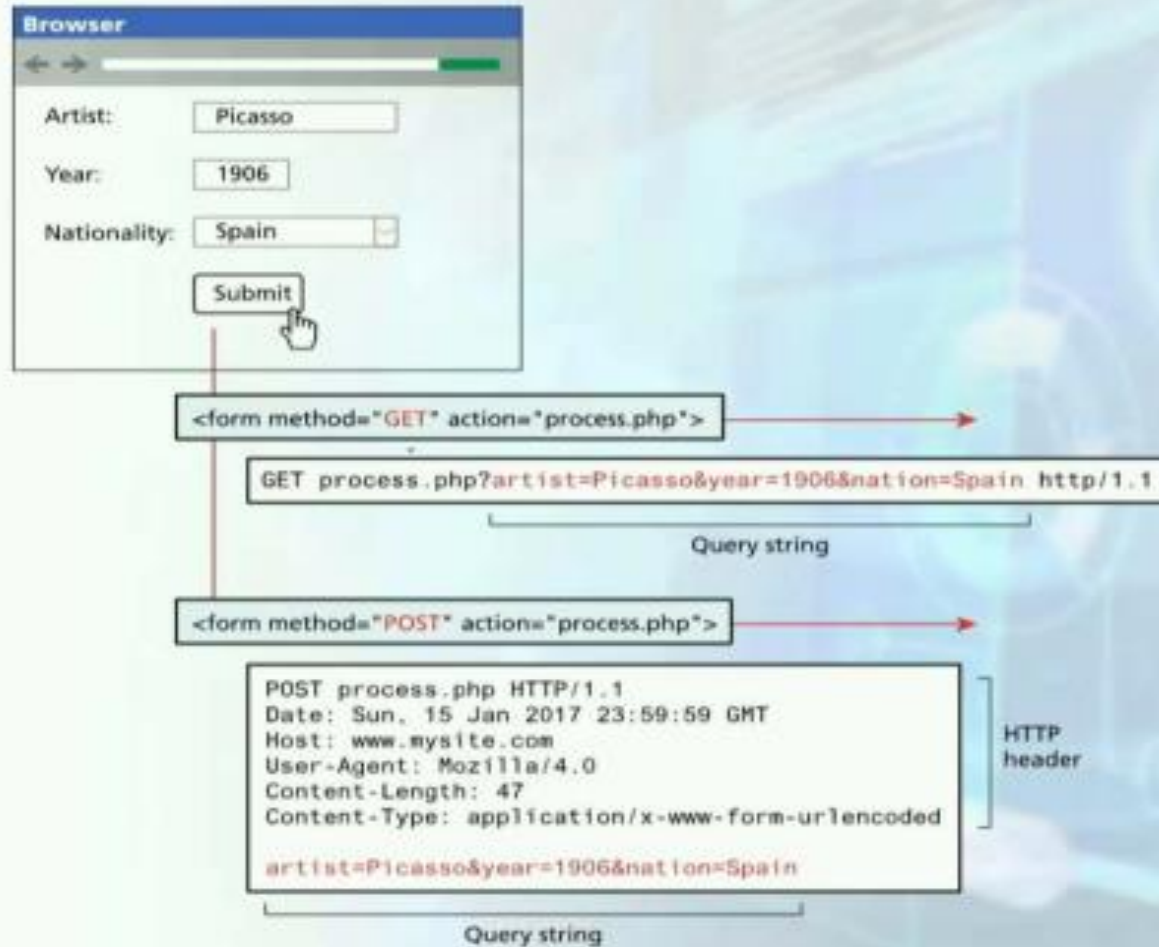 Browser
Artist: Picasso
Year: 1906
Nationality: Spain
Submit
<form method="GET" action="process.php">
GET process.php?artist=Picasso&year=1906&nation=Spain http/1.1
Query string
<form method="POST" action="process.php">
POST process.php HTTP/1.1
Date: Sun, 15 Jan 2017 23:59:59 GMT
Host: www.mysite.com
User-Agent: Mozilla/4.0
Content-Length: 47
Content-Type: application/x-www-form-urlencoded
HTTP
header
artist=Picasso&year=1906&nation=Spain
Query string